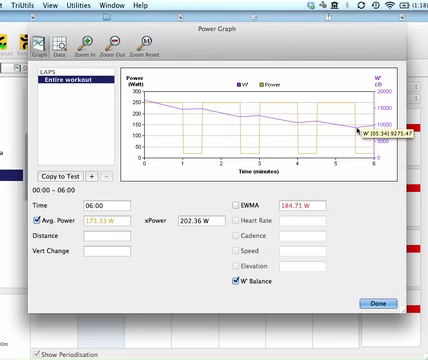 TriUtils View Utilities Window Help
(1:18)
Power Graph
Graph Data Zoom In Zoom Out Zoom Reset
LAPS
Entire workout
Copy to Test + −
Power
(Watt)
W' Power
W'
(J)
300
250
200
150
100
50
0
20000
15000
10000
5000
0
W' [05:34] 9275.47
0 1 2 3 4 5 6
Time (minutes)
00:00 - 06:00
Time 06:00
Avg. Power 173.33 W
xPower 202.36 W
Distance
Vert Change
EWMA 184.71 W
Heart Rate
Cadence
Speed
Elevation
W' Balance
Done
Show Periodisation